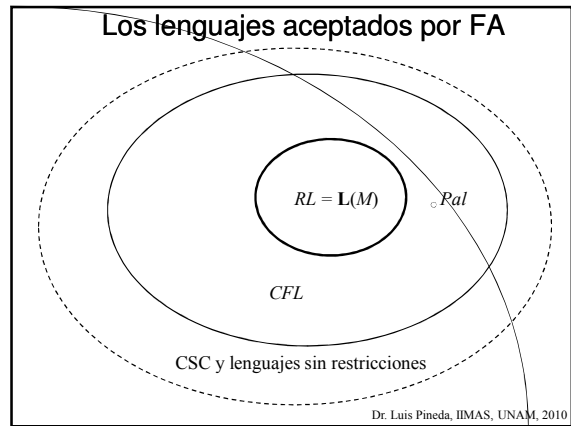 Los lenguajes aceptados por FA
RL = L(M)
Pal
CFL
CSC y lenguajes sin restricciones
Dr. Luis Pineda, IIMAS, UNAM, 2010